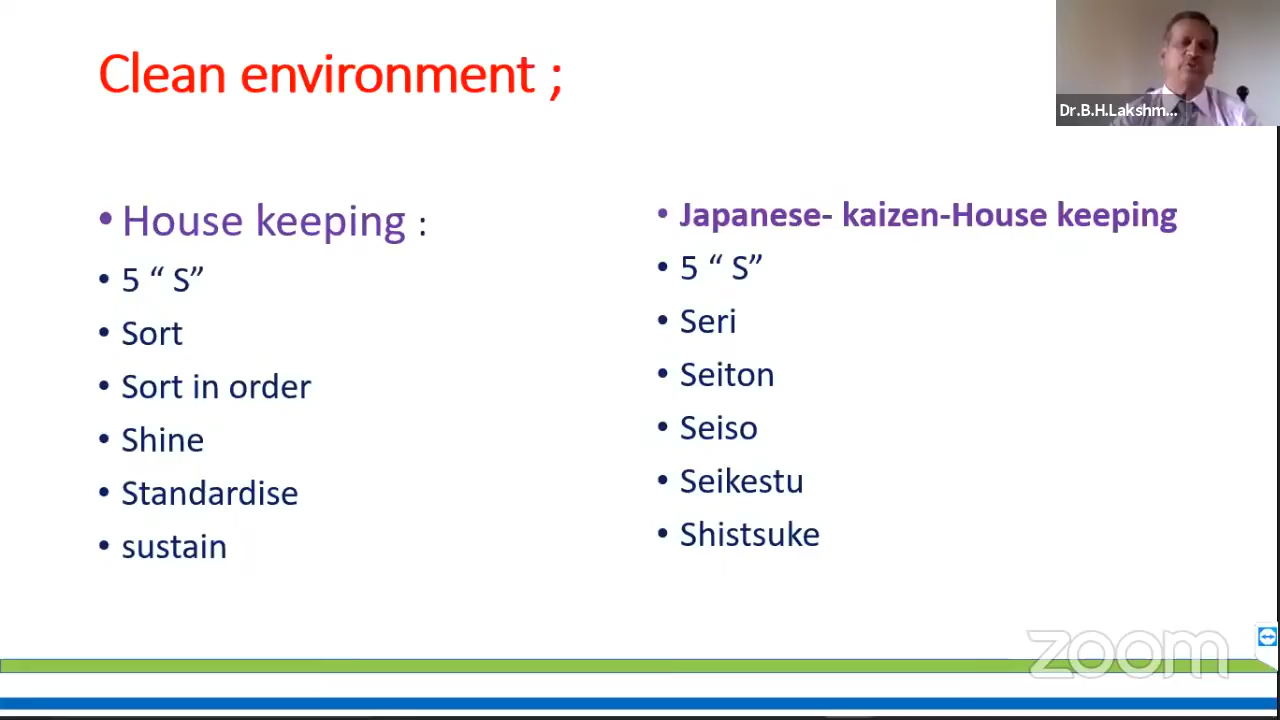 Clean environment ;
Dr.B.H.Lakshm...
• House keeping :
• 5 “ S”
• Sort
• Sort in order
• Shine
• Standardise
• sustain
• Japanese- kaizen-House keeping
• 5 “ S”
• Seri
• Seiton
• Seiso
• Seikestu
• Shistsuke
zoom